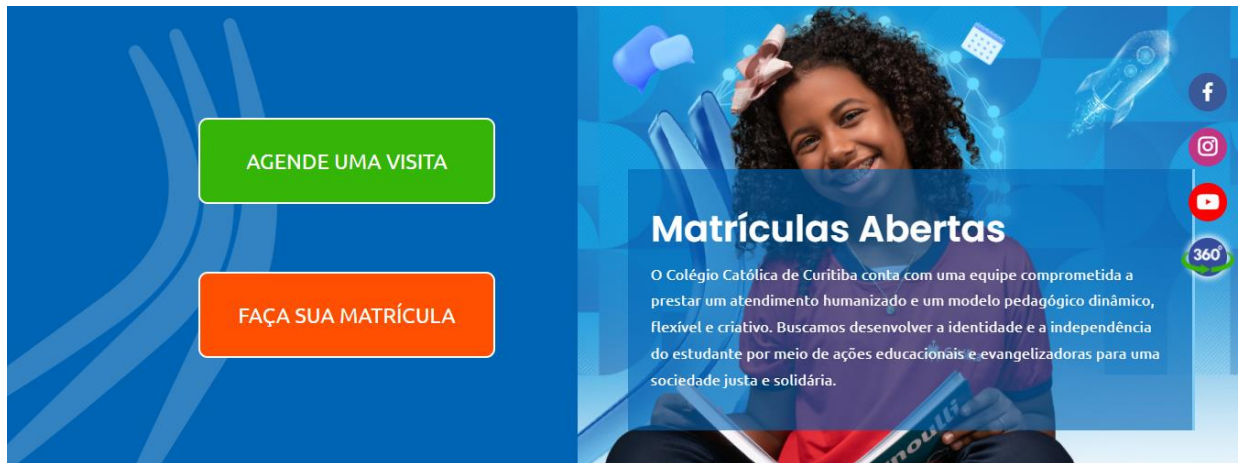 AGENDE UMA VISITA
FAÇA SUA MATRÍCULA
Matrículas Abertas
O Colégio Católica de Curitiba conta com uma equipe comprometida a
prestar um atendimento humanizado e um modelo pedagógico dinâmico,
flexível e criativo. Buscamos desenvolver a identidade e a independência
do estudante por meio de ações educacionais e evangelizadoras para uma
sociedade justa e solidária.
360°
noulli